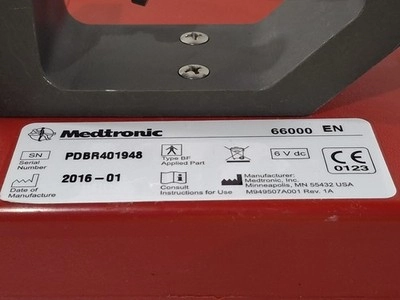 Medtronic 66000 EN
SN PDBR401948 Type BF 6 V dc CE
Serial Number Applied Part 0123
2016-01 Manufacturer:
Date of Manufacture Consult Medtronic, Inc.
Instructions for Use Minneapolis, MN 55432 USA
M949507A001 Rev. 1A